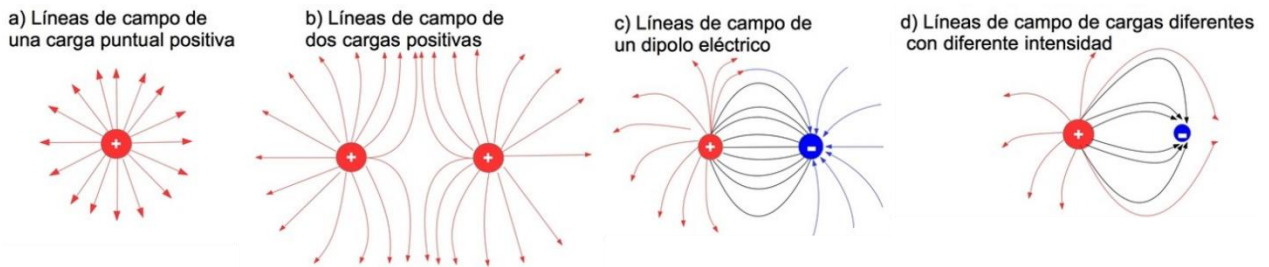 a) Líneas de campo de
una carga puntual positiva
+
b) Líneas de campo de
dos cargas positivas
+
+
c) Líneas de campo de
un dipolo eléctrico
+
-
d) Líneas de campo de cargas diferentes
con diferente intensidad
+
-